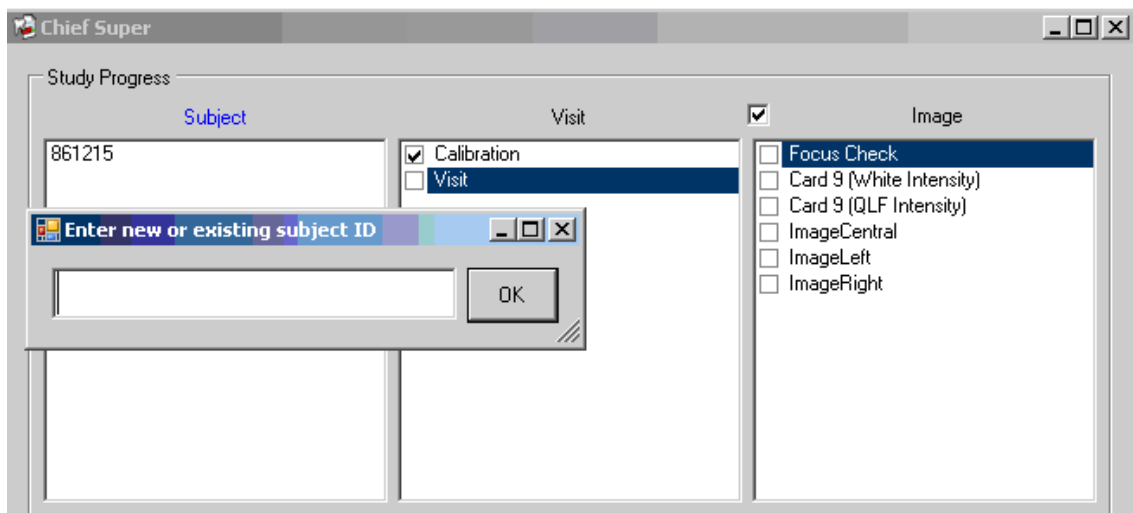 Chief Super
Study Progress
Subject Visit Image
861215
Calibration
Visit
Focus Check
Card 9 (White Intensity)
Card 9 (QLF Intensity)
ImageCentral
ImageLeft
ImageRight
Enter new or existing subject ID
OK